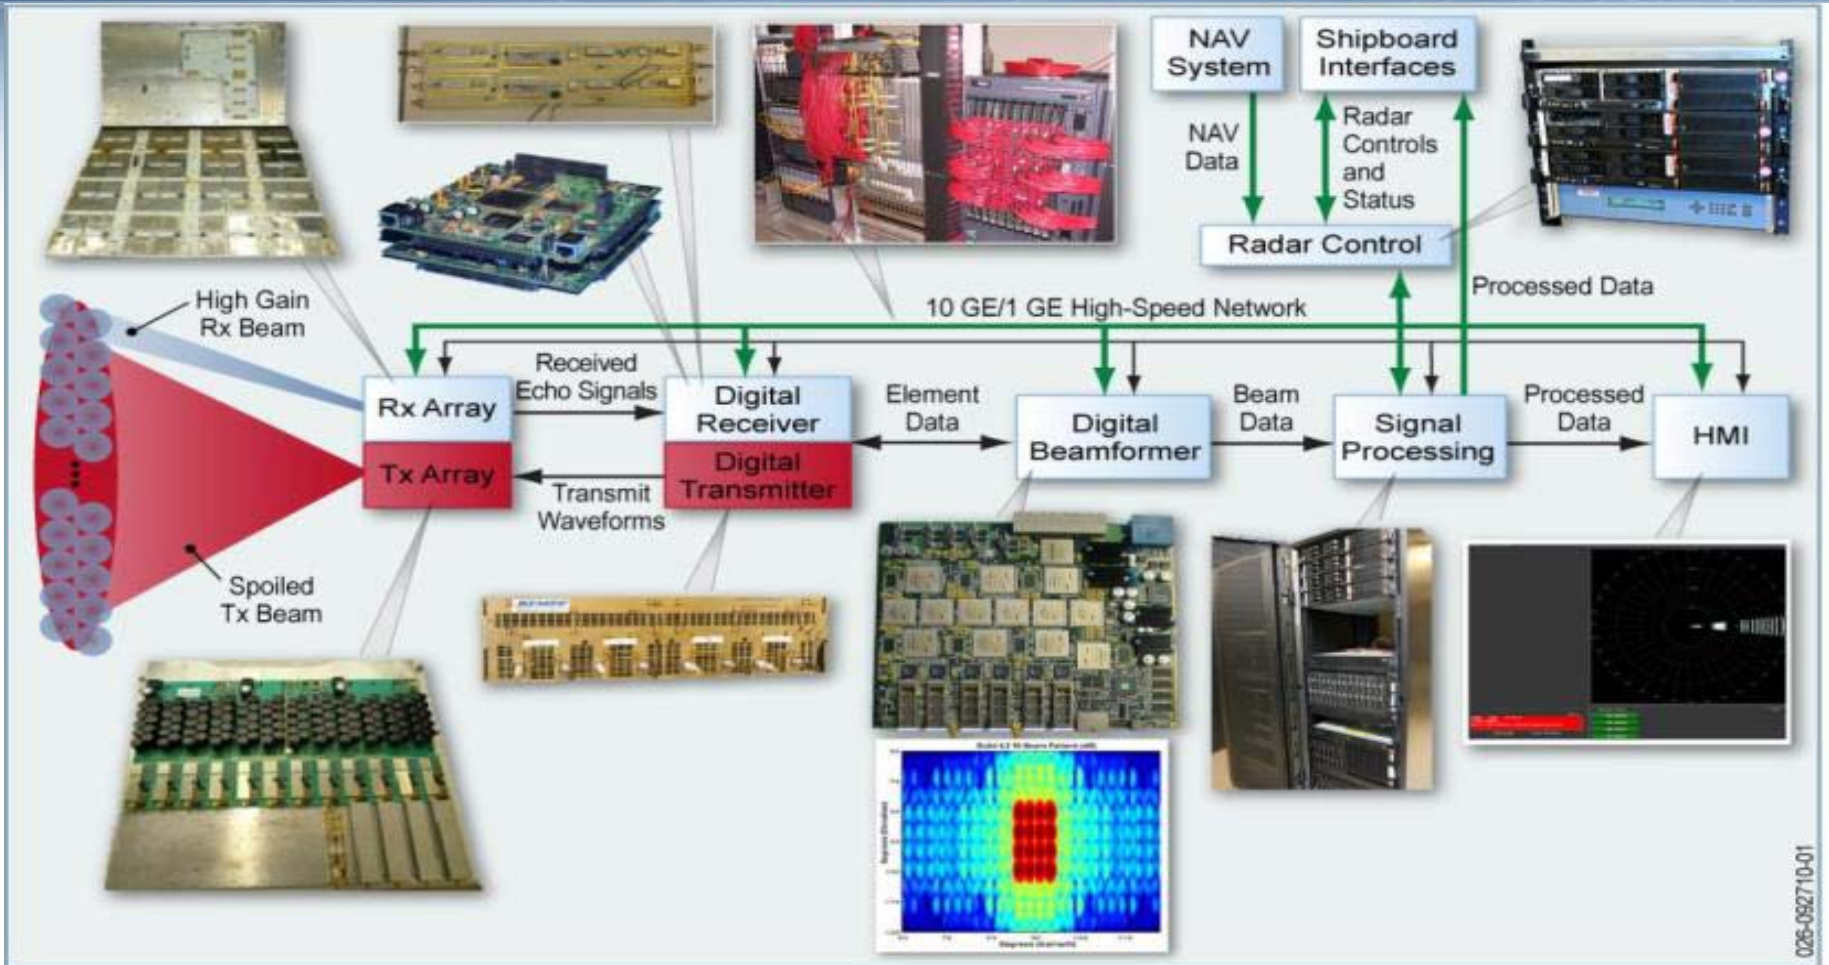 NAV
System
Shipboard
Interfaces
NAV
Data
Radar
Controls
and
Status
Radar Control
High Gain
Rx Beam
10 GE/1 GE High-Speed Network
Processed Data
Received
Echo Signals
Rx Array
Tx Array
Digital
Receiver
Digital
Transmitter
Transmit
Waveforms
Element
Data
Digital
Beamformer
Beam
Data
Signal
Processing
Processed
Data
HMI
Spoiled
Tx Beam
026-092710-01